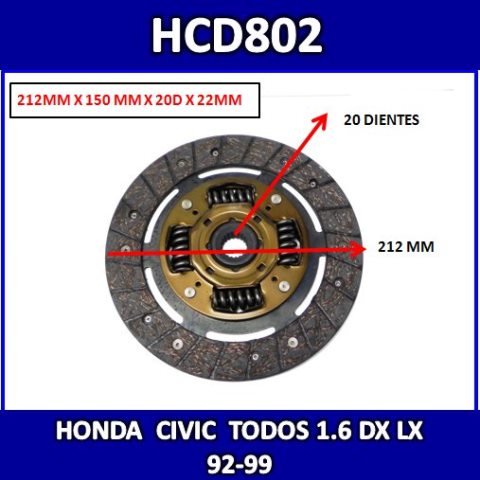 HCD802
212MM X 150 MM X 20D X 22MM
20 DIENTES
212 MM
HONDA CIVIC TODOS 1.6 DX LX
92-99